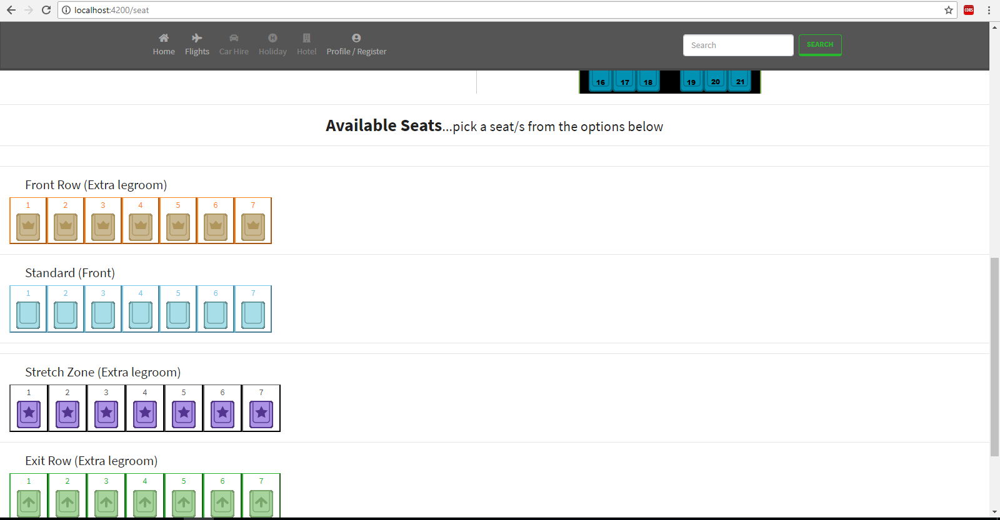 localhost:4200/seat
CORS
Home Flights Car Hire Holiday Hotel Profile / Register
Search
SEARCH
16 17 18 19 20 21
Available Seats...pick a seat/s from the options below
Front Row (Extra legroom)
1 2 3 4 5 6 7
Standard (Front)
1 2 3 4 5 6 7
Stretch Zone (Extra legroom)
1 2 3 4 5 6 7
Exit Row (Extra legroom)
1 2 3 4 5 6 7